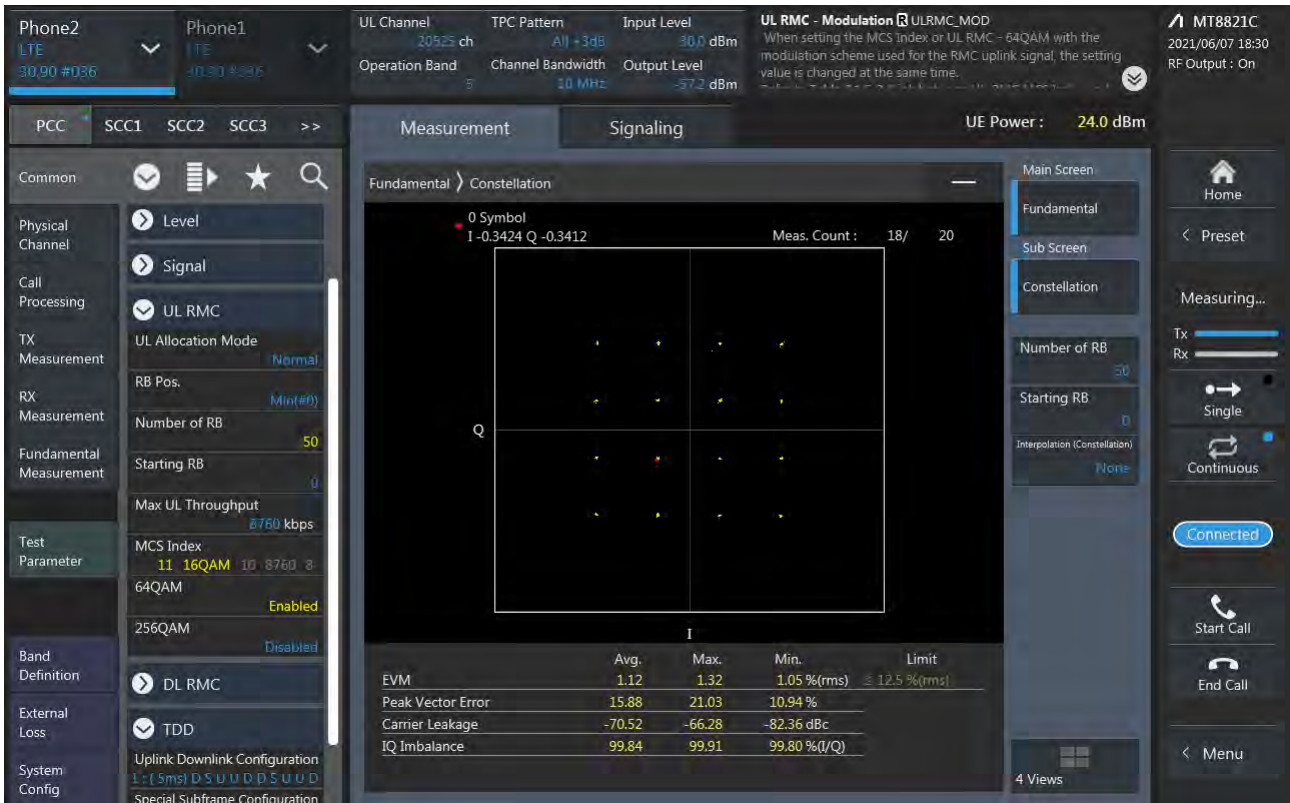 Phone2
LTE
30.90 #036
Phone1
LTE
30.90 #036
UL Channel
20525 ch
Operation Band
5
TPC Pattern
All +3dB
Channel Bandwidth
10 MHz
Input Level
30.0 dBm
Output Level
-57.2 dBm
UL RMC - Modulation R ULRMC_MOD
When setting the MCS Index or UL RMC – 64QAM with the
modulation scheme used for the RMC uplink signal, the setting
value is changed at the same time.
MT8821C
2021/06/07 18:30
RF Output : On
PCC SCC1 SCC2 SCC3 >>
Measurement
Signaling
UE Power : 24.0 dBm
Common
Physical
Channel
Call
Processing
TX
Measurement
RX
Measurement
Fundamental
Measurement
Test
Parameter
Band
Definition
External
Loss
System
Config
Level
Signal
UL RMC
UL Allocation Mode
Normal
RB Pos.
Min(#0)
Number of RB
50
Starting RB
0
Max UL Throughput
8760 kbps
MCS Index
11 16QAM 10 8760 8
64QAM
Enabled
256QAM
Disabled
DL RMC
TDD
Uplink Downlink Configuration
1 : ( 5ms) D S U U D D S U U D
Special Subframe Configuration
Fundamental 〉 Constellation
0 Symbol
I -0.3424 Q -0.3412
Meas. Count : 18/ 20
Q
I
Avg. Max. Min. Limit
EVM 1.12 1.32 1.05 %(rms) ≤ 12.5 %(rms)
Peak Vector Error 15.88 21.03 10.94 %
Carrier Leakage -70.52 -66.28 -82.36 dBc
IQ Imbalance 99.84 99.91 99.80 %(I/Q)
Main Screen
Fundamental
Sub Screen
Constellation
Number of RB
50
Starting RB
0
Interpolation (Constellation)
None
4 Views
Home
< Preset
Measuring...
Tx
Rx
Single
Continuous
Connected
Start Call
End Call
< Menu